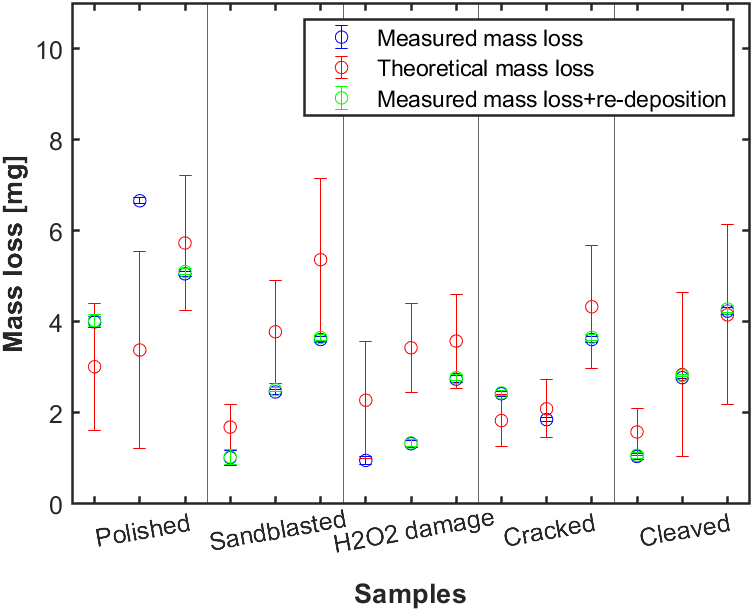 10
8
6
4
2
0
Mass loss [mg]
Measured mass loss
Theoretical mass loss
Measured mass loss+re-deposition
Polished
Sandblasted
H2O2 damage
Cracked
Cleaved
Samples